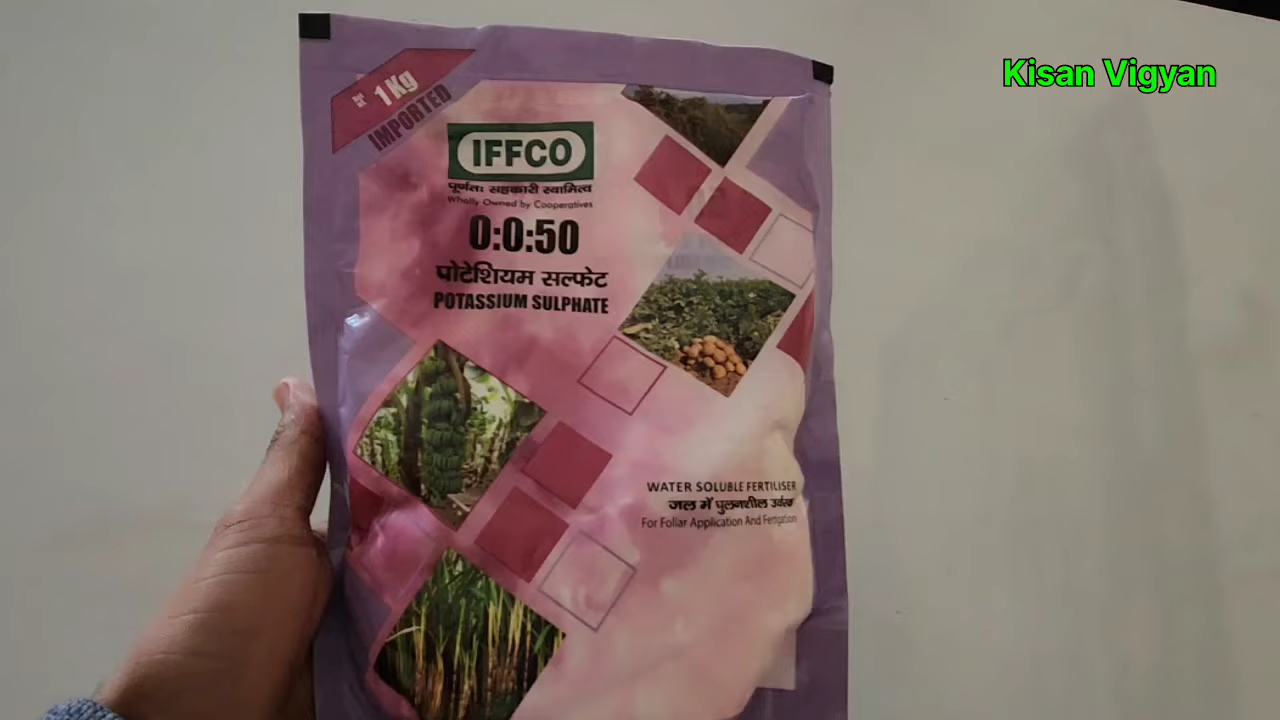 Kisan Vigyan
1 Kg
IMPORTED
IFFCO
पूर्णतः सहकारी स्वामित्व
Wholly Owned by Cooperatives
0:0:50
पोटेशियम सल्फेट
POTASSIUM SULPHATE
WATER SOLUBLE FERTILISER
जल में घुलनशील उर्वरक
For Foliar Application And Fertigation